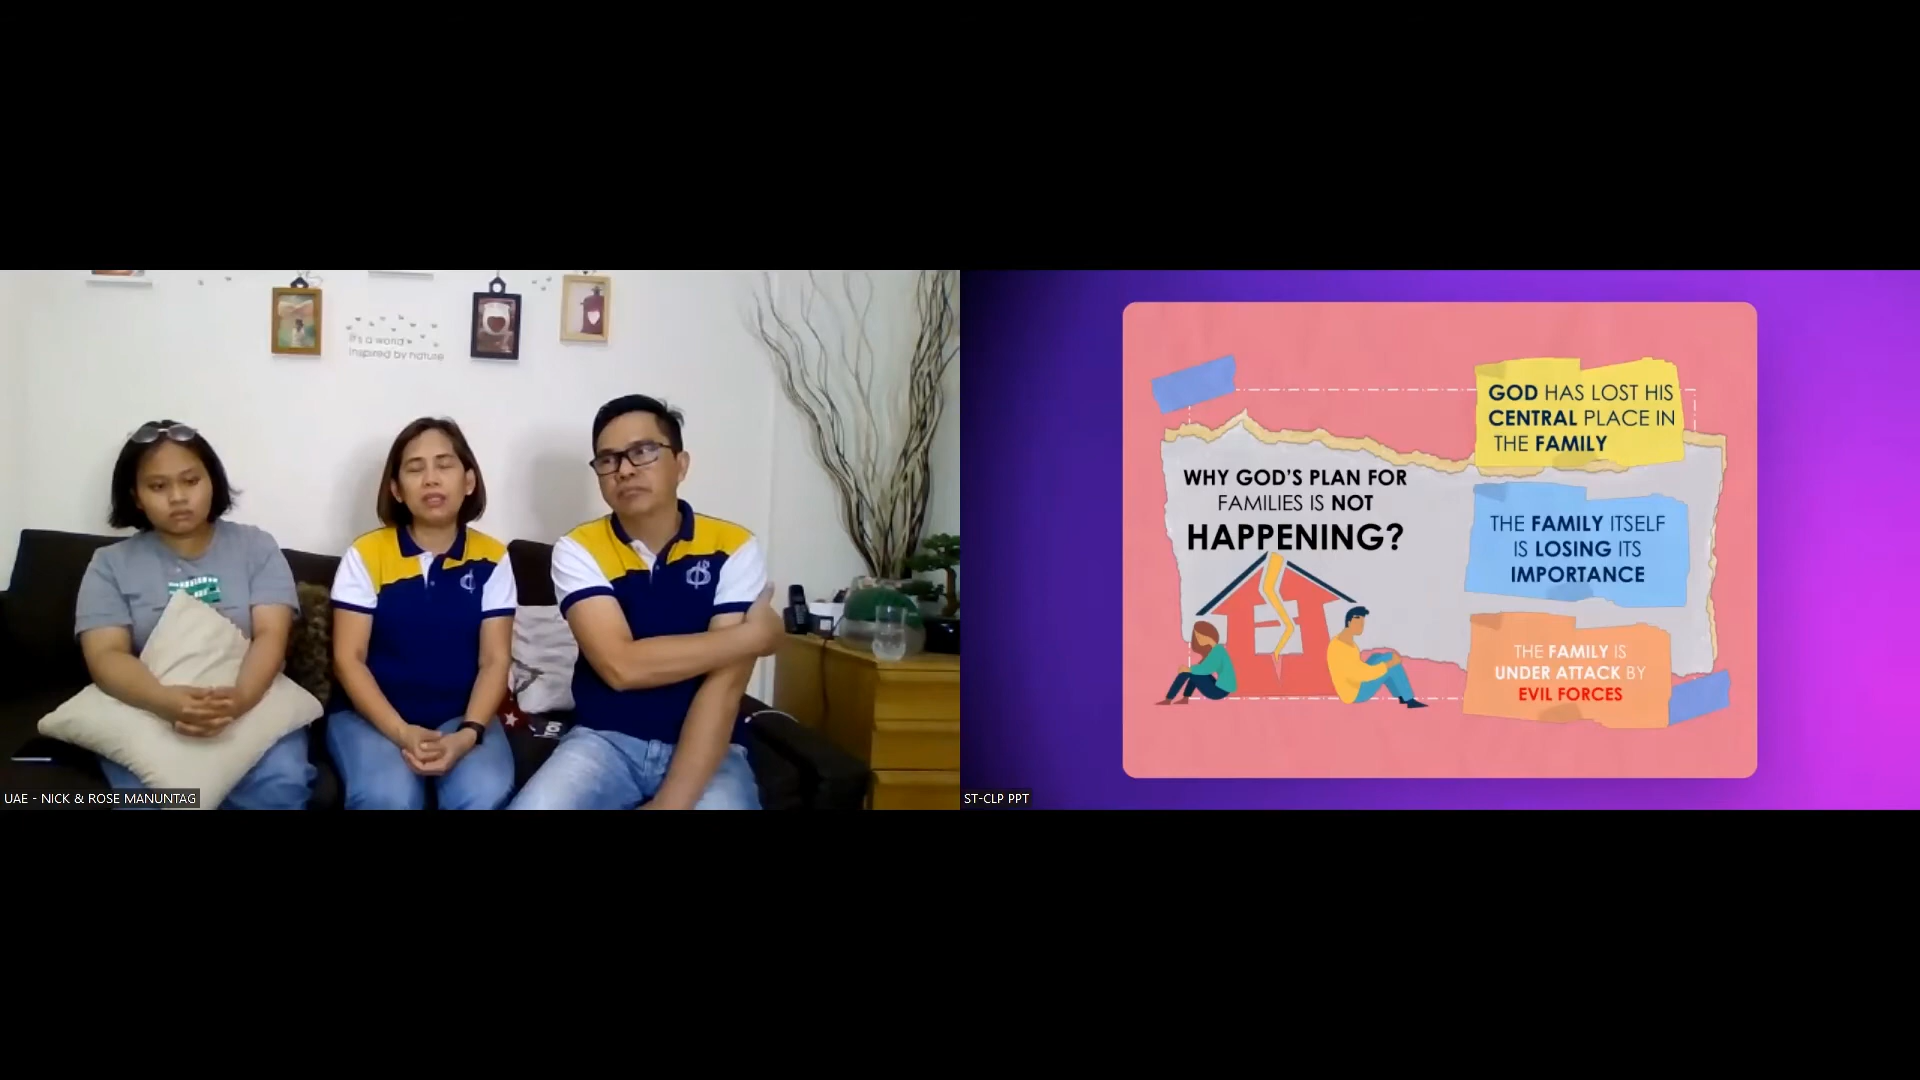 It's a world
inspired by nature
UAE - NICK & ROSE MANUNTAG
WHY GOD'S PLAN FOR
FAMILIES IS NOT
HAPPENING?
GOD HAS LOST HIS
CENTRAL PLACE IN
THE FAMILY
THE FAMILY ITSELF
IS LOSING ITS
IMPORTANCE
THE FAMILY IS
UNDER ATTACK BY
EVIL FORCES
ST-CLP PPT